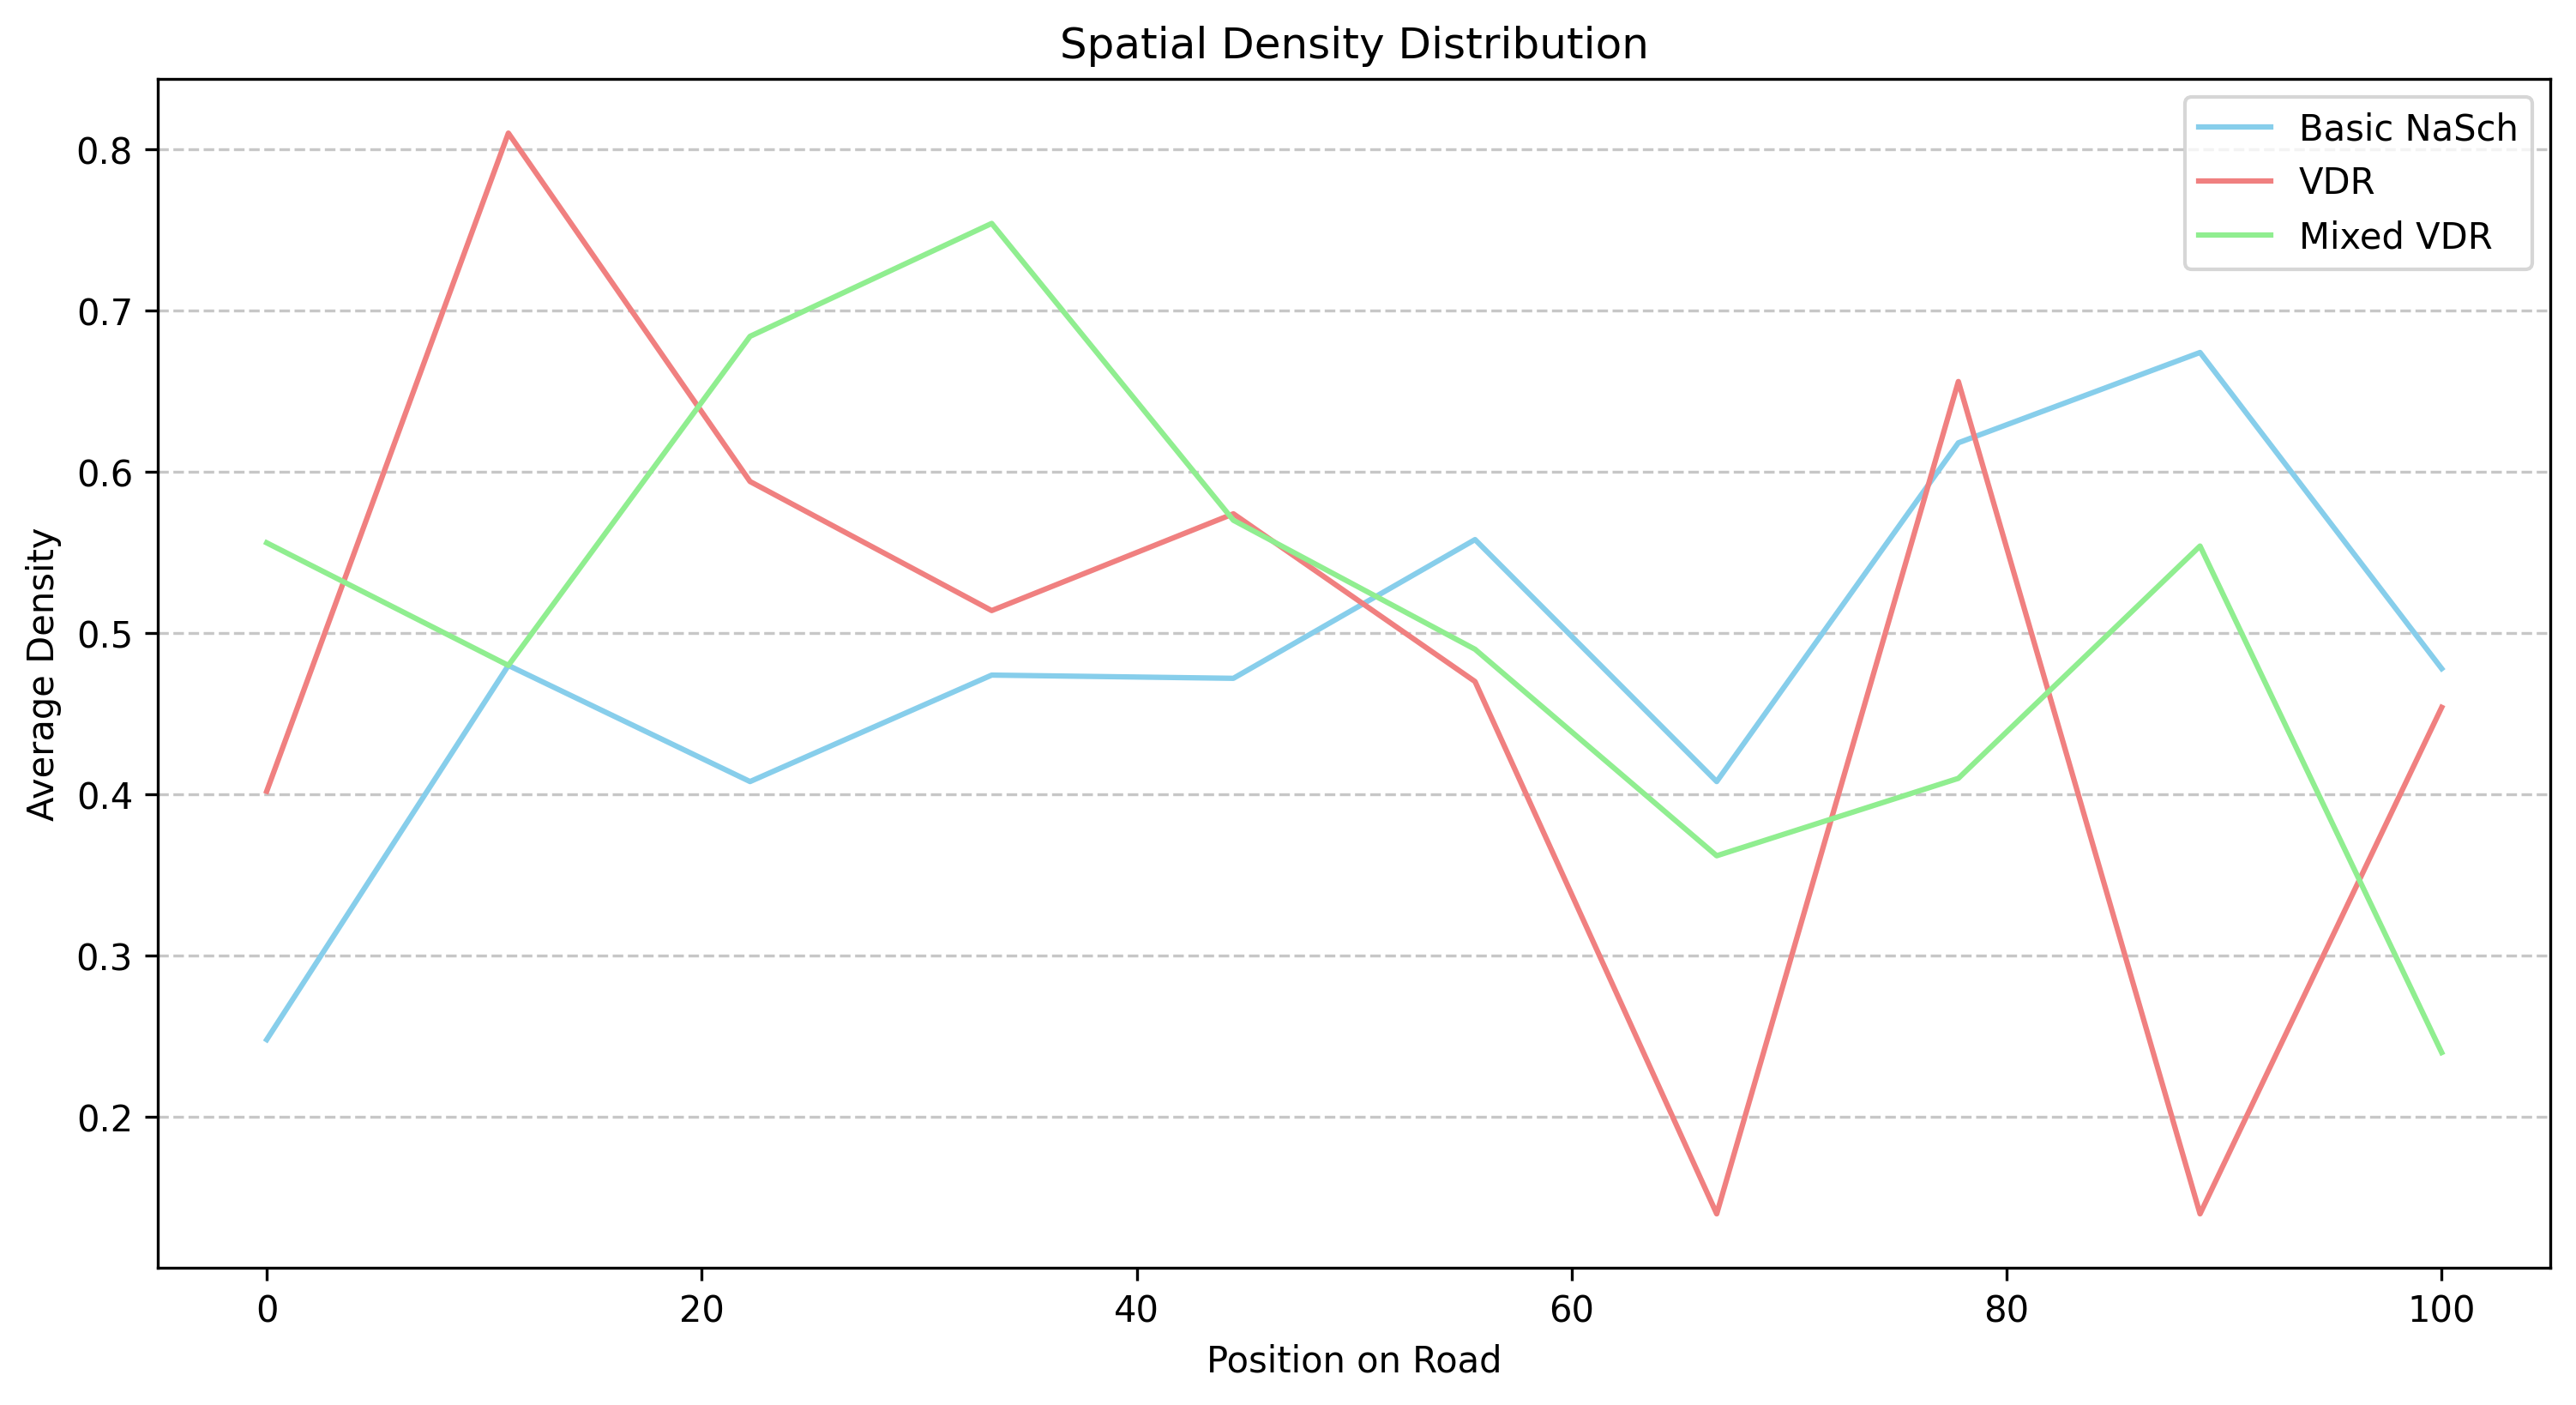 Spatial Density Distribution
Basic NaSch
VDR
Mixed VDR
Average Density
0.8
0.7
0.6
0.5
0.4
0.3
0.2
0 20 40 60 80 100
Position on Road